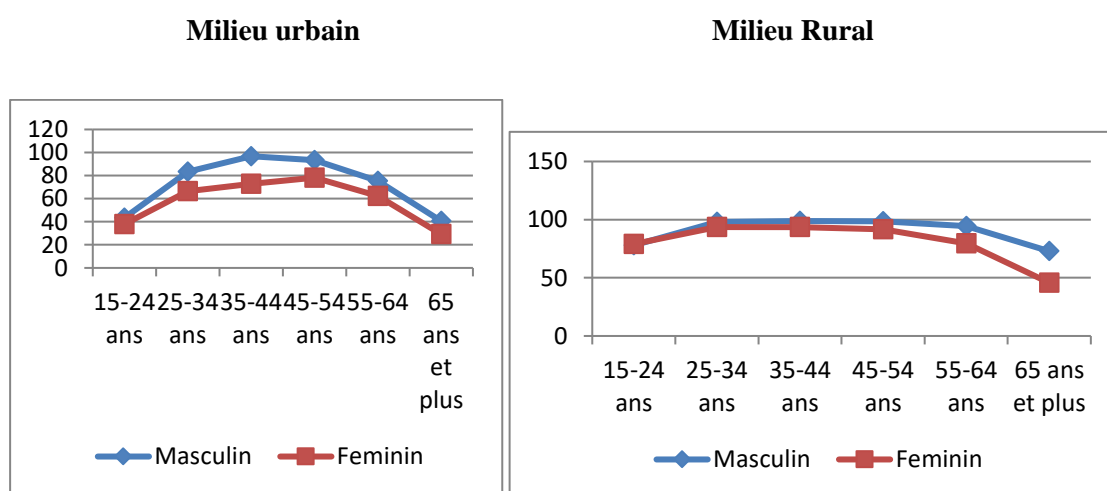 Milieu urbain
Milieu Rural
120
100
80
60
40
20
0
15-24 25-34 35-44 45-54 55-64 65
ans ans ans ans ans ans
et
plus
Masculin Feminin
150
100
50
0
15-24 25-34 35-44 45-54 55-64 65 ans
ans ans ans ans ans et plus
Masculin Feminin